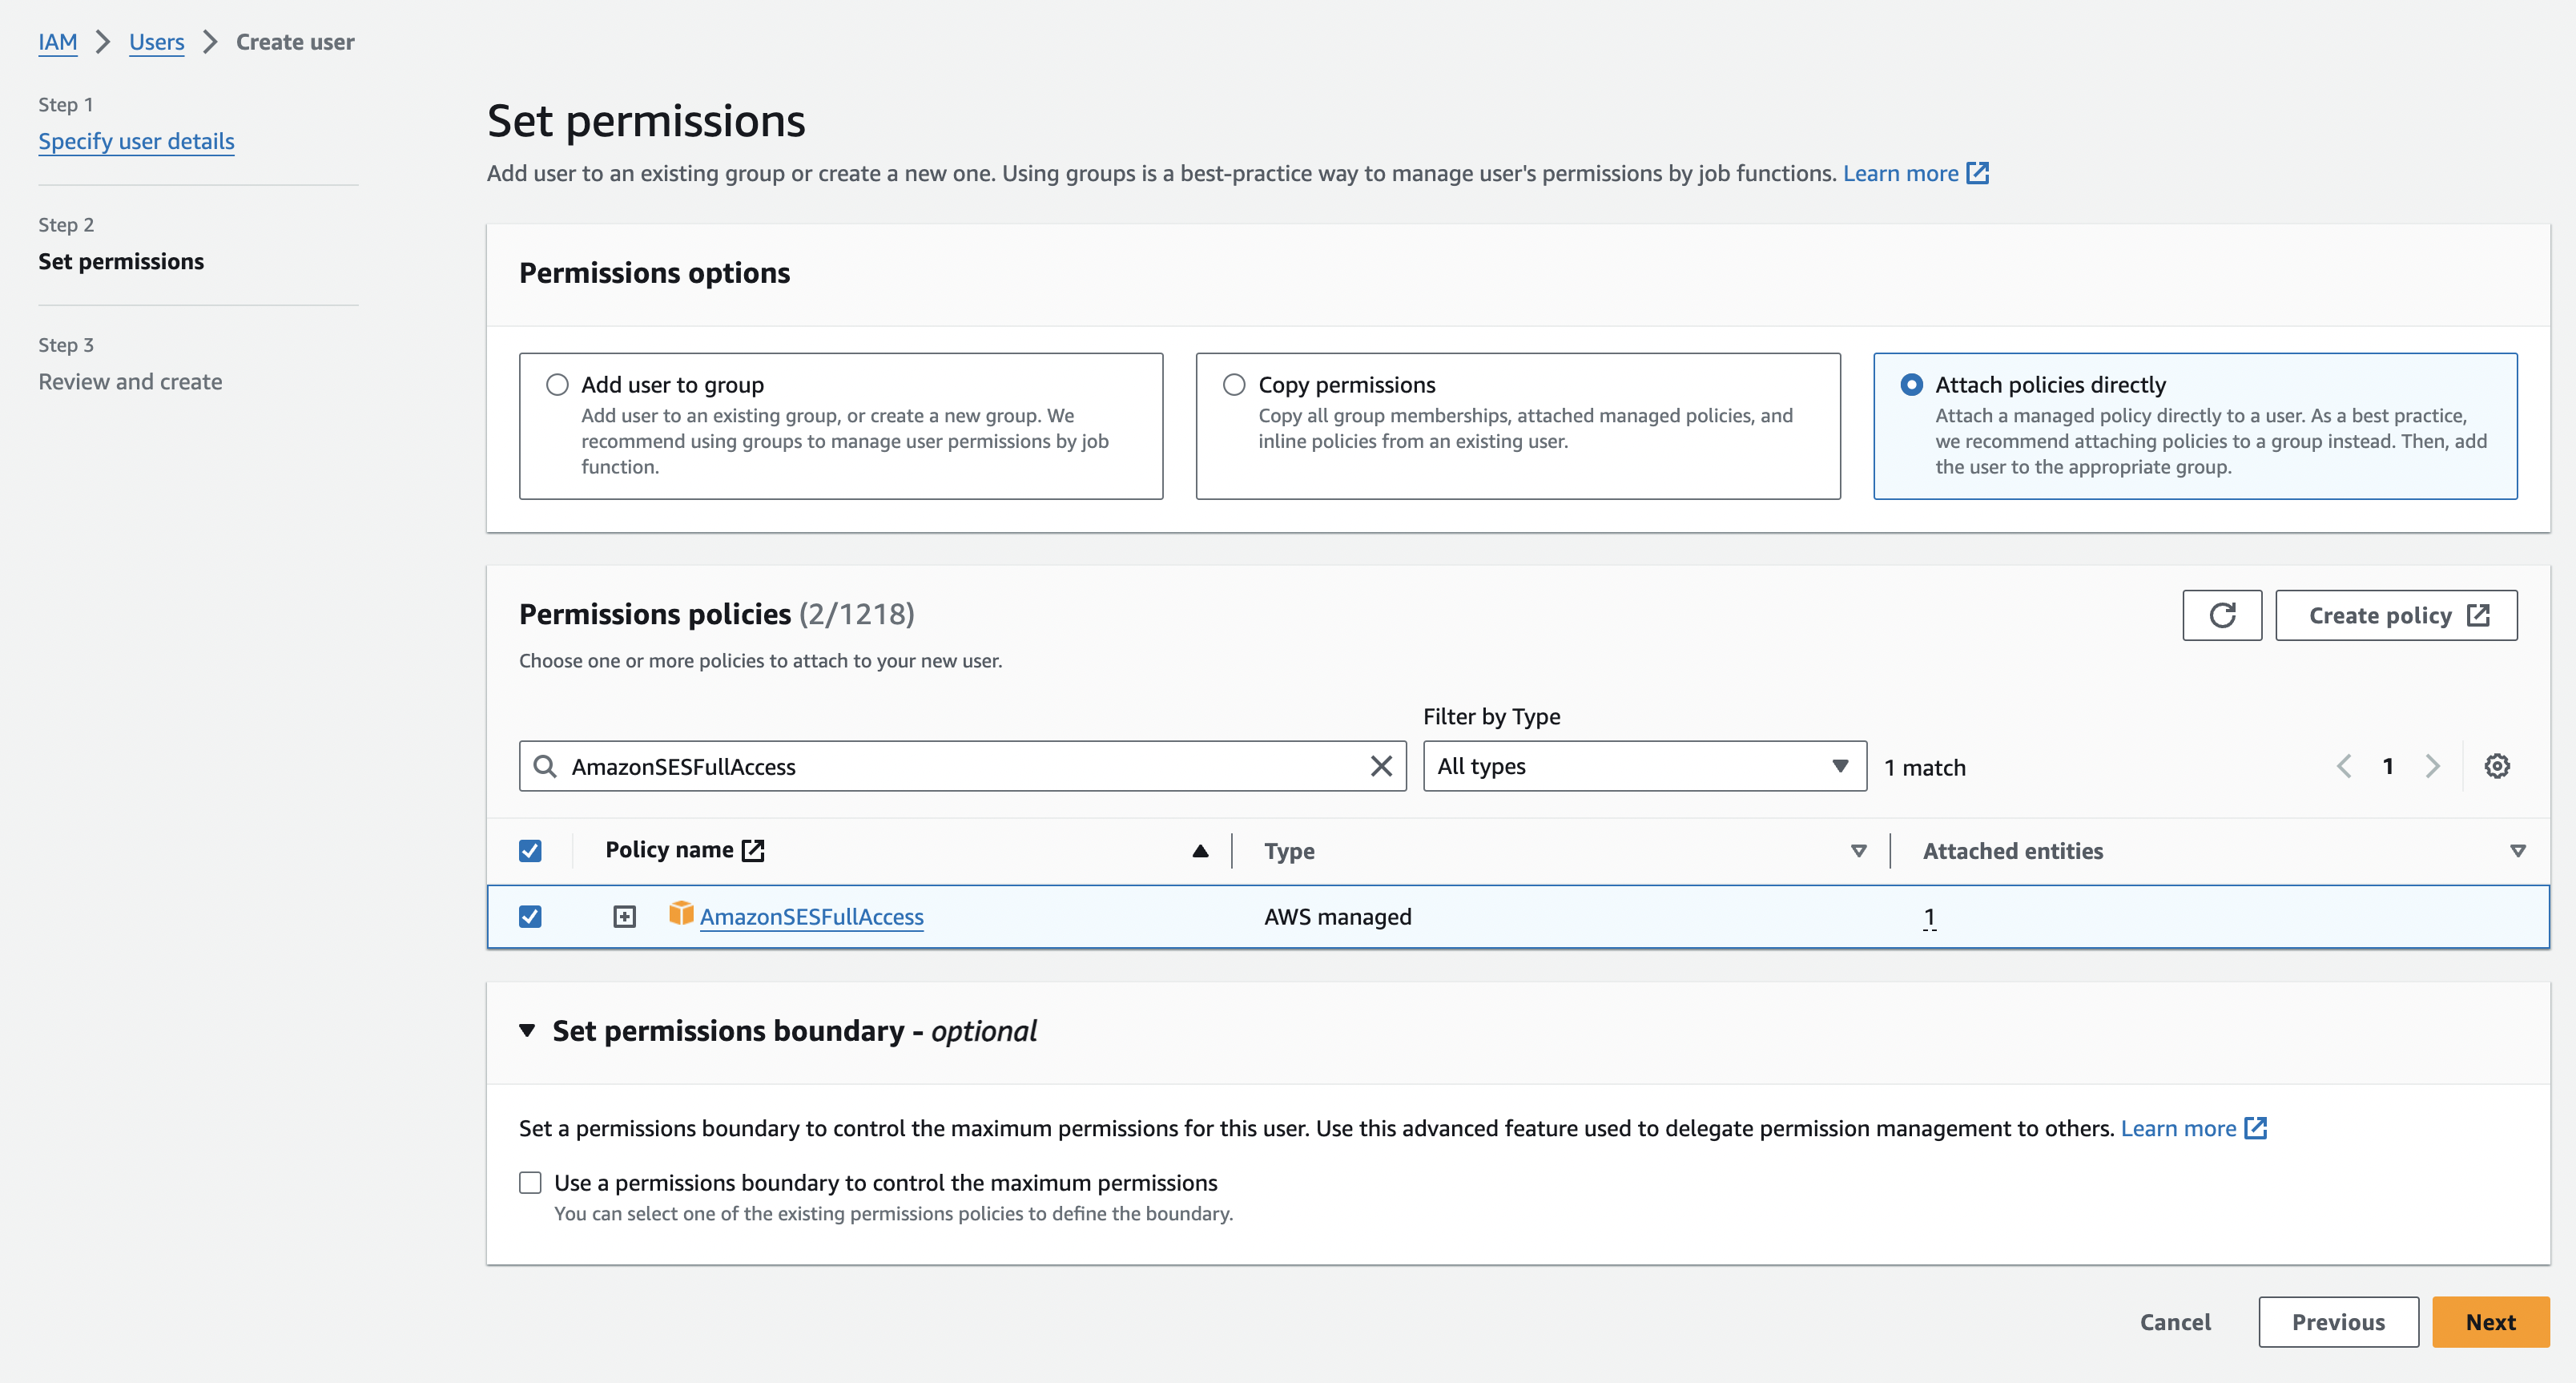 IAM > Users > Create user
Step 1
Specify user details
Step 2
Set permissions
Step 3
Review and create
Set permissions
Add user to an existing group or create a new one. Using groups is a best-practice way to manage user's permissions by job functions. Learn more
Permissions options
Add user to group
Add user to an existing group, or create a new group. We
recommend using groups to manage user permissions by job
function.
Copy permissions
Copy all group memberships, attached managed policies, and
inline policies from an existing user.
Attach policies directly
Attach a managed policy directly to a user. As a best practice,
we recommend attaching policies to a group instead. Then, add
the user to the appropriate group.
Permissions policies (2/1218)
Create policy
Choose one or more policies to attach to your new user.
Filter by Type
AmazonSESFullAccess
All types
1 match
1
Policy name
Type
Attached entities
AmazonSESFullAccess
AWS managed
1
Set permissions boundary - optional
Set a permissions boundary to control the maximum permissions for this user. Use this advanced feature used to delegate permission management to others. Learn more
Use a permissions boundary to control the maximum permissions
You can select one of the existing permissions policies to define the boundary.
Cancel
Previous
Next